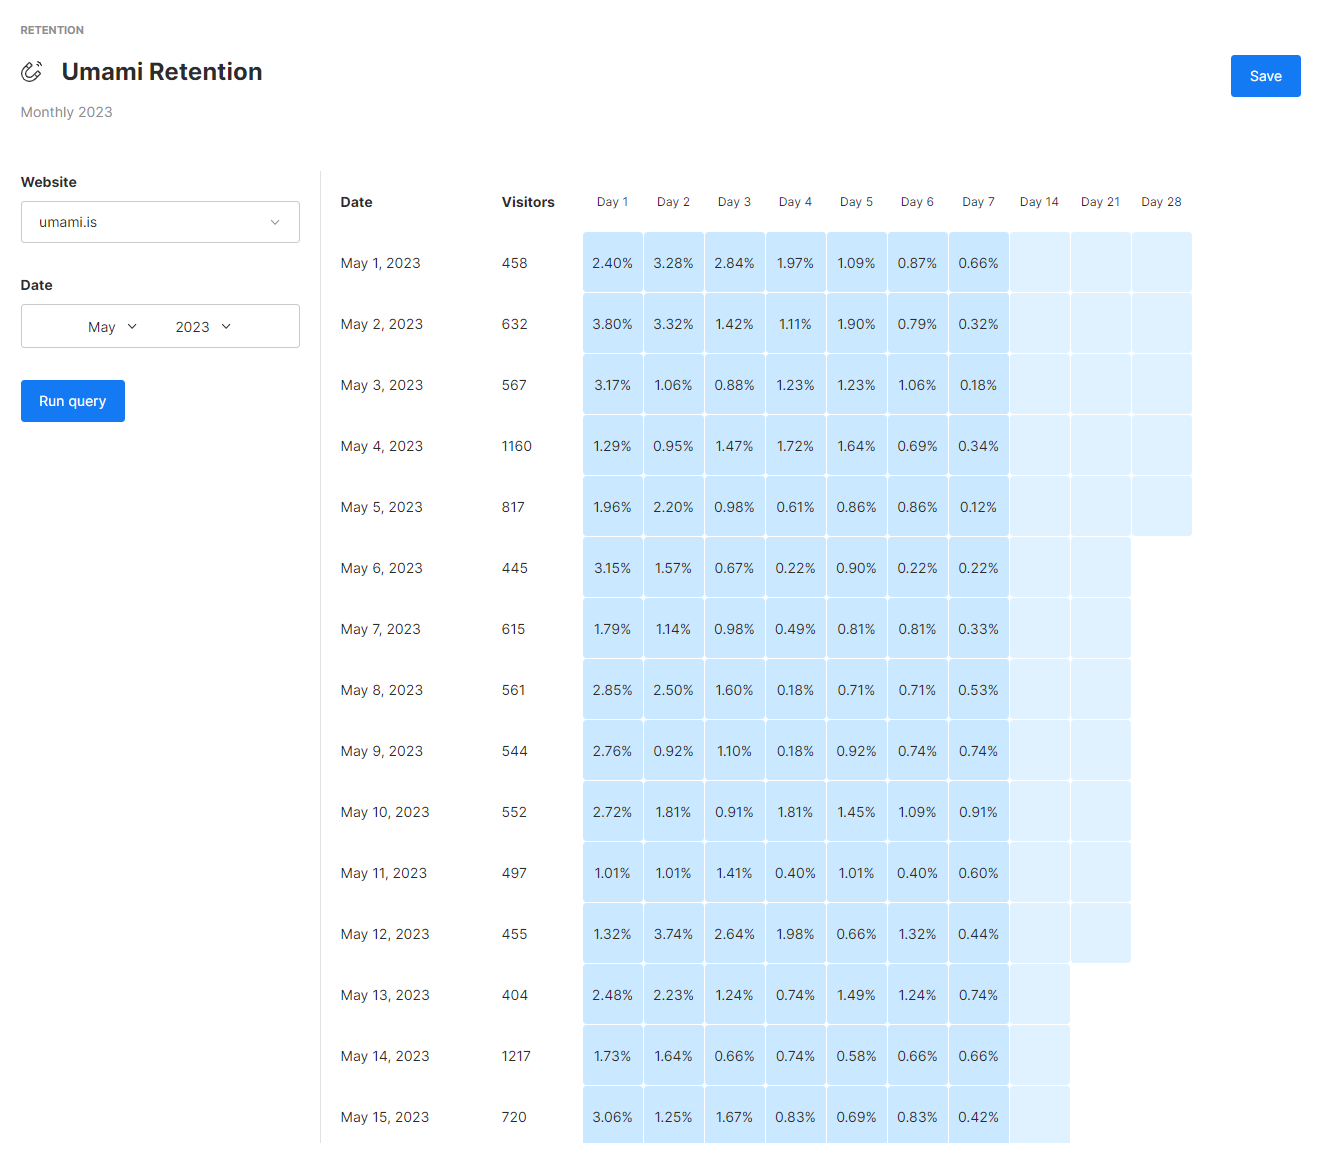 RETENTION
Umami Retention
Save
Monthly 2023
Website
umami.is
Date
May 2023
Run query
Date Visitors Day 1 Day 2 Day 3 Day 4 Day 5 Day 6 Day 7 Day 14 Day 21 Day 28
May 1, 2023 458 2.40% 3.28% 2.84% 1.97% 1.09% 0.87% 0.66%
May 2, 2023 632 3.80% 3.32% 1.42% 1.11% 1.90% 0.79% 0.32%
May 3, 2023 567 3.17% 1.06% 0.88% 1.23% 1.23% 1.06% 0.18%
May 4, 2023 1160 1.29% 0.95% 1.47% 1.72% 1.64% 0.69% 0.34%
May 5, 2023 817 1.96% 2.20% 0.98% 0.61% 0.86% 0.86% 0.12%
May 6, 2023 445 3.15% 1.57% 0.67% 0.22% 0.90% 0.22% 0.22%
May 7, 2023 615 1.79% 1.14% 0.98% 0.49% 0.81% 0.81% 0.33%
May 8, 2023 561 2.85% 2.50% 1.60% 0.18% 0.71% 0.71% 0.53%
May 9, 2023 544 2.76% 0.92% 1.10% 0.18% 0.92% 0.74% 0.74%
May 10, 2023 552 2.72% 1.81% 0.91% 1.81% 1.45% 1.09% 0.91%
May 11, 2023 497 1.01% 1.01% 1.41% 0.40% 1.01% 0.40% 0.60%
May 12, 2023 455 1.32% 3.74% 2.64% 1.98% 0.66% 1.32% 0.44%
May 13, 2023 404 2.48% 2.23% 1.24% 0.74% 1.49% 1.24% 0.74%
May 14, 2023 1217 1.73% 1.64% 0.66% 0.74% 0.58% 0.66% 0.66%
May 15, 2023 720 3.06% 1.25% 1.67% 0.83% 0.69% 0.83% 0.42%